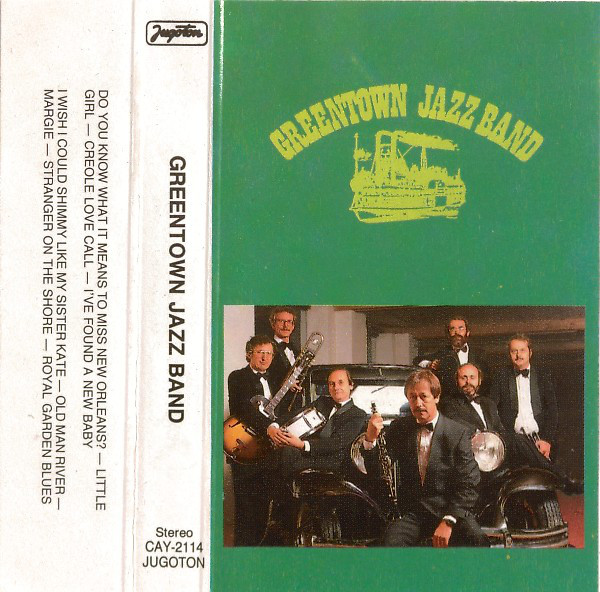 DO YOU KNOW WHAT IT MEANS TO MISS NEW ORLEANS? — LITTLE
GIRL — CREOLE LOVE CALL — I'VE FOUND A NEW BABY
I WISH I COULD SHIMMY LIKE MY SISTER KATE — OLD MAN RIVER —
MARGIE — STRANGER ON THE SHORE — ROYAL GARDEN BLUES
Jugoton
GREENTOWN JAZZ BAND
Stereo
CAY-2114
JUGOTON
GREENTOWN JAZZ BAND